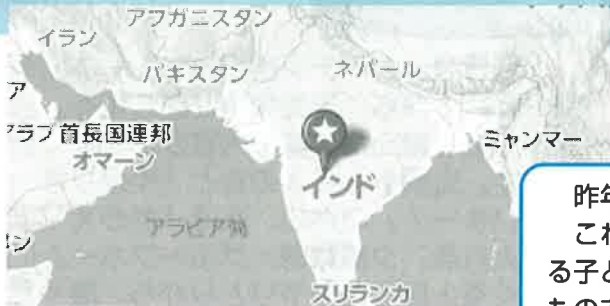 アフガニスタン
イラン
パキスタン
ネパール
ア
アラブ首長国連邦
オマーン
ミャンマー
インド
アラビア海
スリランカ
昨年
これ
る子と